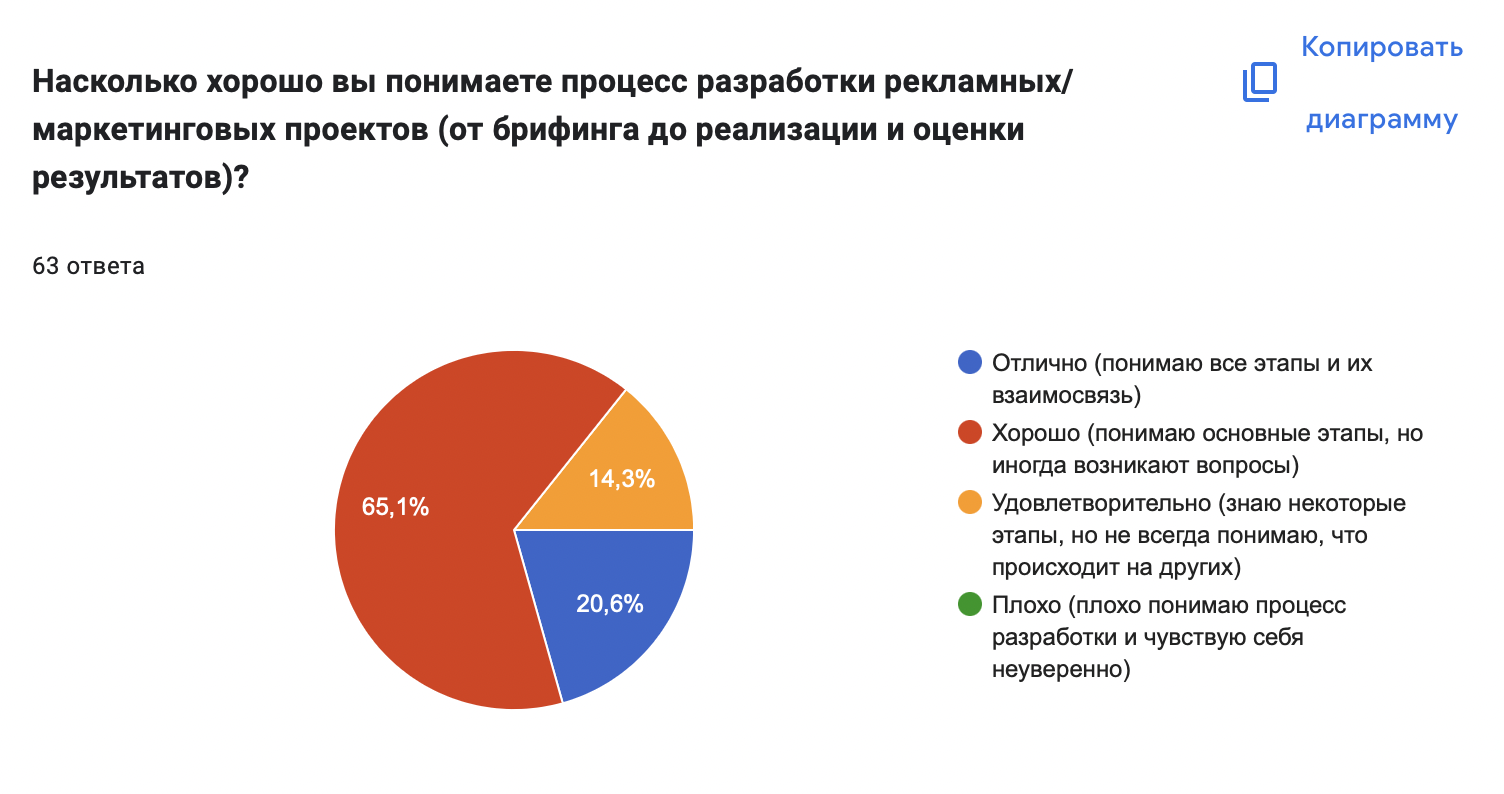 Насколько хорошо вы понимаете процесс разработки рекламных/
маркетинговых проектов (от брифинга до реализации и оценки
результатов)?
Копировать
диаграмму
63 ответа
65,1%
14,3%
20,6%
Отлично (понимаю все этапы и их
взаимосвязь)
Хорошо (понимаю основные этапы, но
иногда возникают вопросы)
Удовлетворительно (знаю некоторые
этапы, но не всегда понимаю, что
происходит на других)
Плохо (плохо понимаю процесс
разработки и чувствую себя
неуверенно)